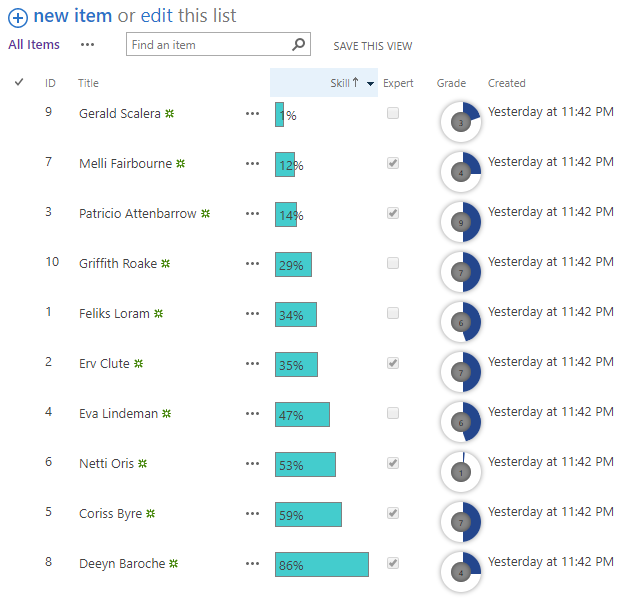 new item or edit this list
All Items ••• Find an item SAVE THIS VIEW
ID Title Skill Expert Grade Created
9 Gerald Scalera ••• 1% 3 Yesterday at 11:42 PM
7 Melli Fairbourne ••• 12% 4 Yesterday at 11:42 PM
3 Patricio Attenbarrow ••• 14% 9 Yesterday at 11:42 PM
10 Griffith Roake ••• 29% 7 Yesterday at 11:42 PM
1 Feliks Loram ••• 34% 6 Yesterday at 11:42 PM
2 Erv Clute ••• 35% 7 Yesterday at 11:42 PM
4 Eva Lindeman ••• 47% 6 Yesterday at 11:42 PM
6 Netti Oris ••• 53% 1 Yesterday at 11:42 PM
5 Coriss Byre ••• 59% 7 Yesterday at 11:42 PM
8 Deeyn Baroche ••• 86% 4 Yesterday at 11:42 PM